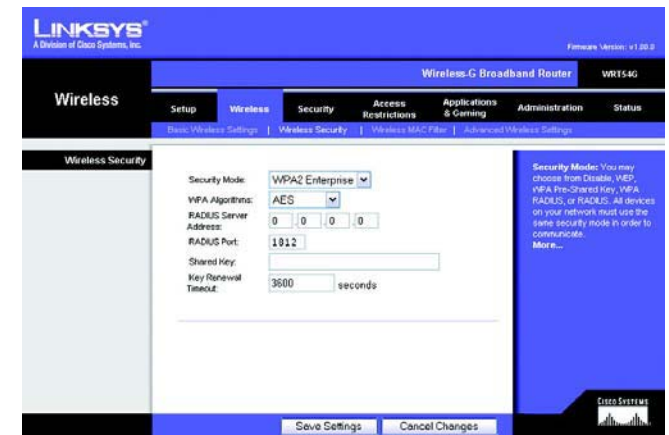 LINKSYS®
A Division of Cisco Systems, Inc.
Firmware Version: v1.00.0
Wireless-G Broadband Router
WRT54G
Wireless
Setup
Wireless
Security
Access Restrictions
Applications & Gaming
Administration
Status
Basic Wireless Settings | Wireless Security | Wireless MAC Filter | Advanced Wireless Settings
Wireless Security
Security Mode: WPA2 Enterprise
WPA Algorithms: AES
RADIUS Server Address: 0 . 0 . 0 . 0
RADIUS Port: 1812
Shared Key:
Key Renewal Timeout: 3600 seconds
Security Mode: You may
choose from Disable, WEP,
WPA Pre-Shared Key, WPA
RADIUS, or RADIUS. All devices
on your network must use the
same security mode in order to
communicate.
More...
Save Settings
Cancel Changes
CISCO SYSTEMS